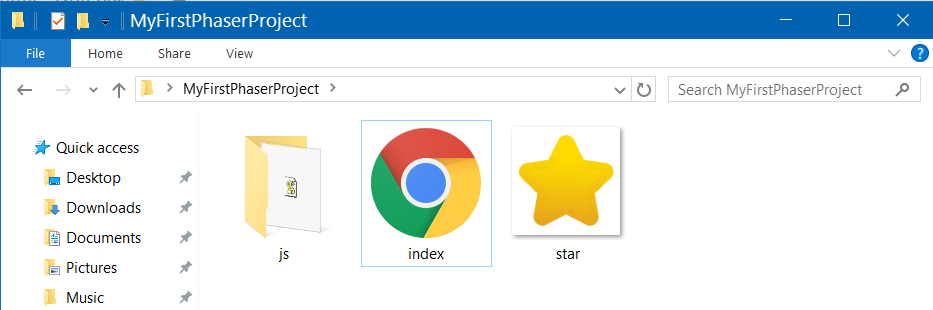 MyFirstPhaserProject
File Home Share View
MyFirstPhaserProject
Search MyFirstPhaserProject
Quick access
Desktop
Downloads
Documents
Pictures
Music
js
index
star